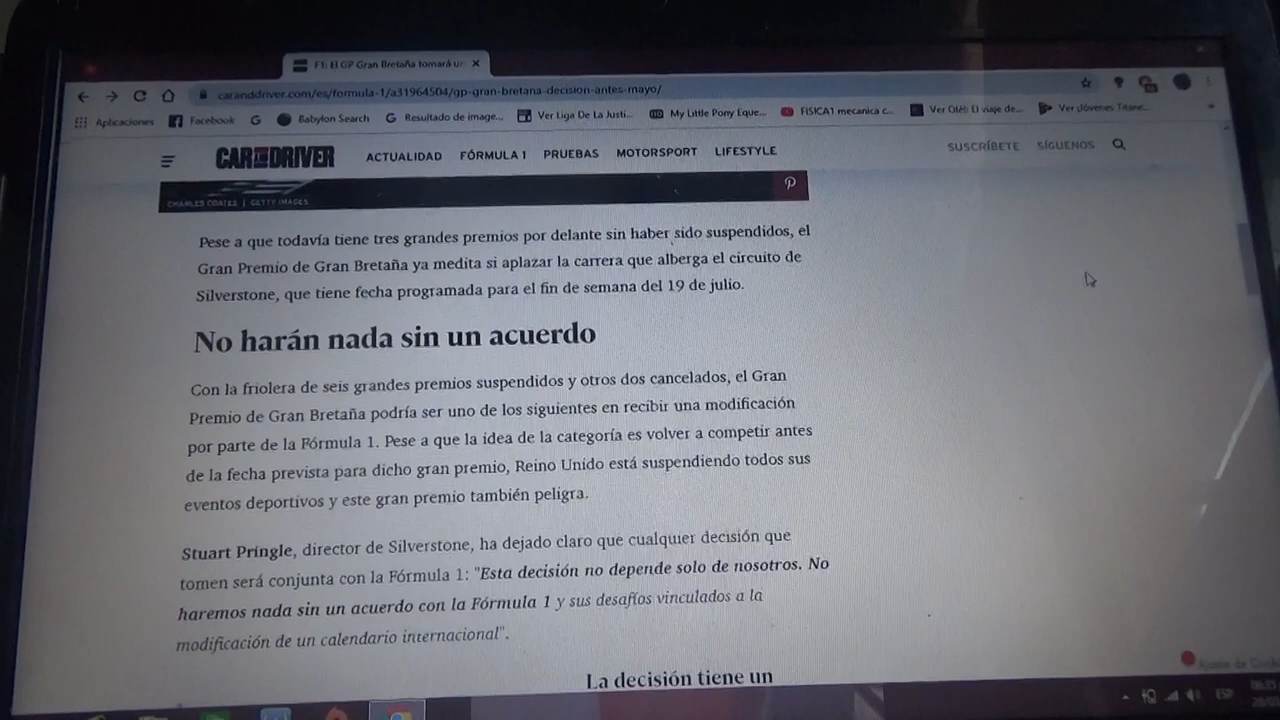 F1: El GP Gran Bretaña tomará u
caranddriver.com/es/formula-1/a31964504/gp-gran-bretana-decision-antes-mayo/
Aplicaciones Facebook Babylon Search Resultado de image... Ver Liga De La Justi... My Little Pony Eque... FISICA1 mecanica c... Ver Olé!: El viaje de... Ver ¡Jóvenes Titane...
CAR AND DRIVER ACTUALIDAD FÓRMULA 1 PRUEBAS MOTORSPORT LIFESTYLE SUSCRÍBETE SÍGUENOS
CHARLES COATES | GETTY IMAGES
Pese a que todavía tiene tres grandes premios por delante sin haber sido suspendidos, el
Gran Premio de Gran Bretaña ya medita si aplazar la carrera que alberga el circuito de
Silverstone, que tiene fecha programada para el fin de semana del 19 de julio.
No harán nada sin un acuerdo
Con la friolera de seis grandes premios suspendidos y otros dos cancelados, el Gran
Premio de Gran Bretaña podría ser uno de los siguientes en recibir una modificación
por parte de la Fórmula 1. Pese a que la idea de la categoría es volver a competir antes
de la fecha prevista para dicho gran premio, Reino Unido está suspendiendo todos sus
eventos deportivos y este gran premio también peligra.
Stuart Pringle, director de Silverstone, ha dejado claro que cualquier decisión que
tomen será conjunta con la Fórmula 1: "Esta decisión no depende solo de nosotros. No
haremos nada sin un acuerdo con la Fórmula 1 y sus desafíos vinculados a la
modificación de un calendario internacional".
La decisión tiene un
ESP